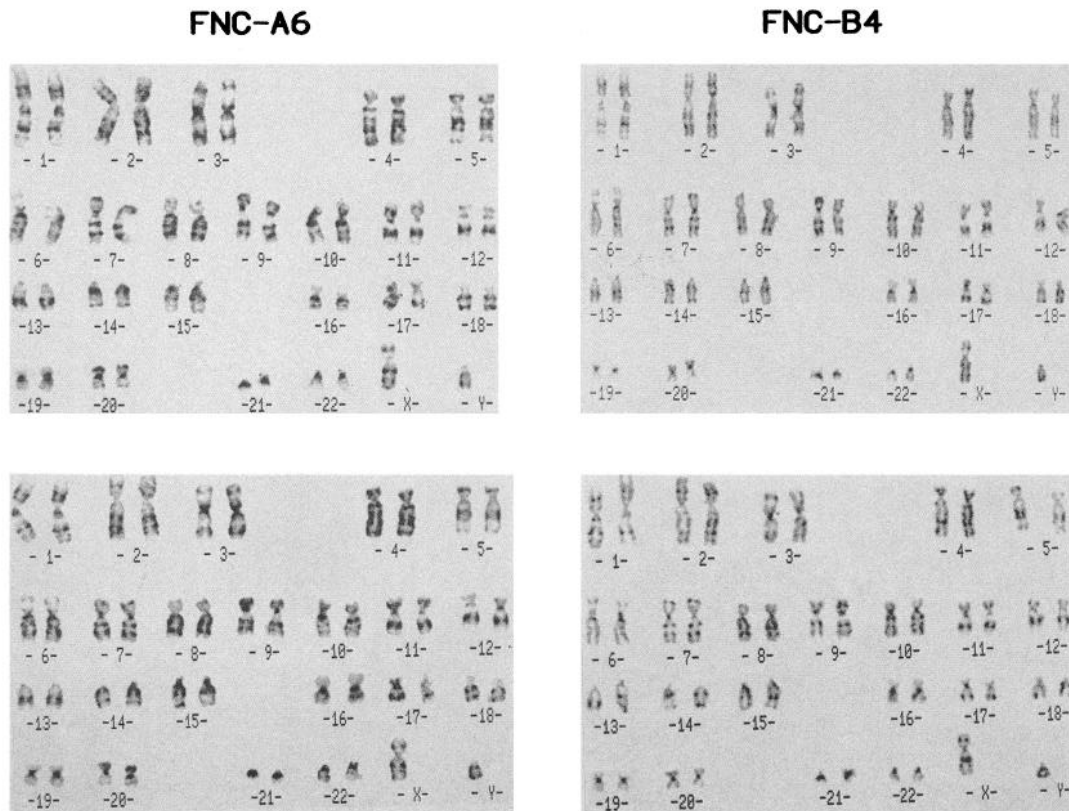 FNC-A6 FNC-B4
- 1- - 2- - 3- - 4- - 5-
- 6- - 7- - 8- - 9- -10- -11- -12-
-13- -14- -15- -16- -17- -18-
-19- -20- -21- -22- - X- - Y-
- 1- - 2- - 3- - 4- - 5-
- 6- - 7- - 8- - 9- -10- -11- -12-
-13- -14- -15- -16- -17- -18-
-19- -20- -21- -22- - X- - Y-
- 1- - 2- - 3- - 4- - 5-
- 6- - 7- - 8- - 9- -10- -11- -12-
-13- -14- -15- -16- -17- -18-
-19- -20- -21- -22- - X- - Y-
- 1- - 2- - 3- - 4- - 5-
- 6- - 7- - 8- - 9- -10- -11- -12-
-13- -14- -15- -16- -17- -18-
-19- -20- -21- -22- - X- - Y-